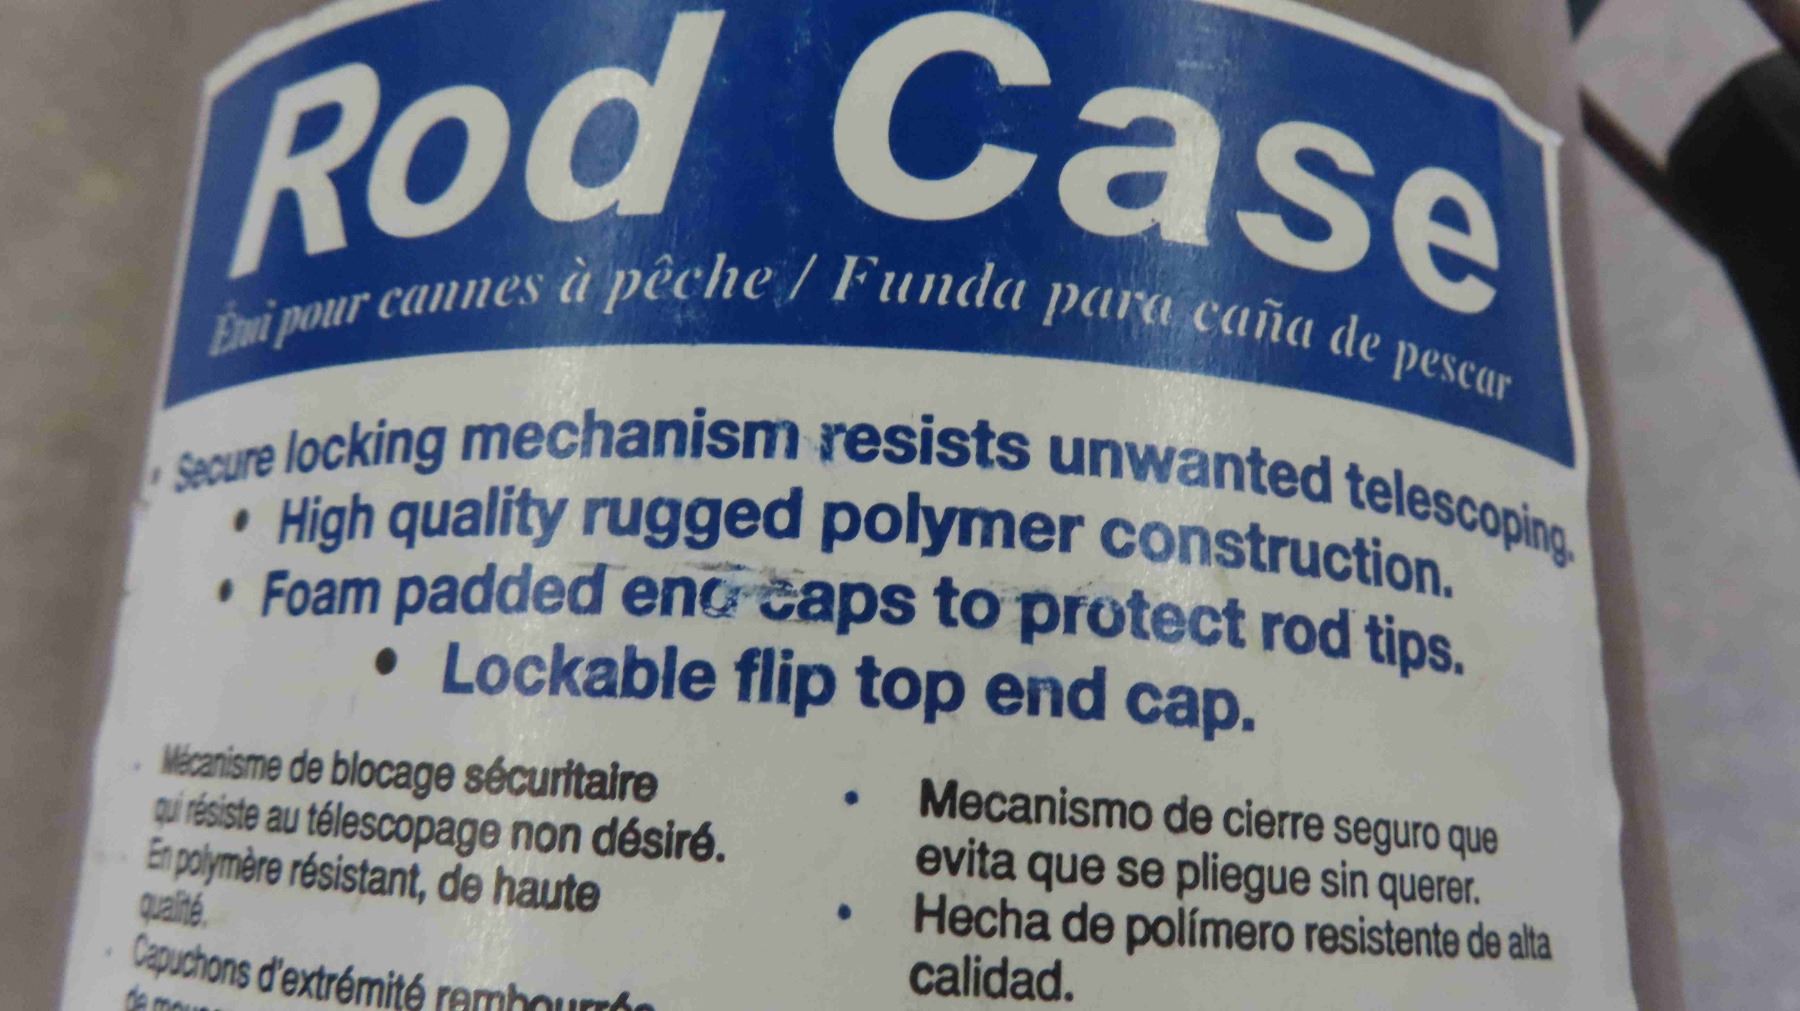 Rod Case
Étui pour cannes à pêche / Funda para caña de pescar
• Secure locking mechanism resists unwanted telescoping.
• High quality rugged polymer construction.
• Foam padded end caps to protect rod tips.
• Lockable flip top end cap.
• Mécanisme de blocage sécuritaire
qui résiste au télescopage non désiré.
• En polymère résistant, de haute
qualité.
• Capuchons d'extrémité rembourrés
• Mecanismo de cierre seguro que
evita que se pliegue sin querer.
• Hecha de polímero resistente de alta
calidad.